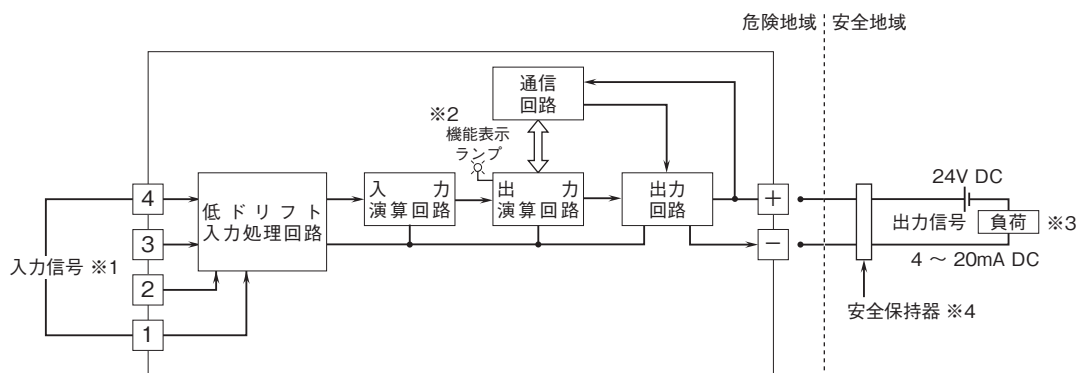 危険地域
安全地域
通信
回路
※2
機能表示
ランプ
4
3
2
1
入力信号 ※1
低ドリフト
入力処理回路
入力
演算回路
出力
演算回路
出力
回路
+
−
24V DC
出力信号
負荷
※3
4 ～ 20mA DC
安全保持器 ※4